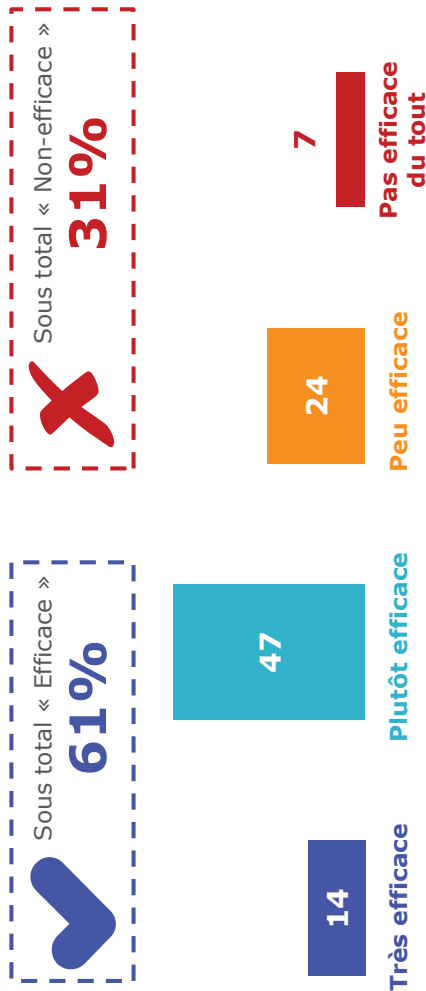 Sous total « Efficace »
61%
Sous total « Non-efficace »
31%
14
47
24
7
Très efficace
Plutôt efficace
Peu efficace
Pas efficace
du tout